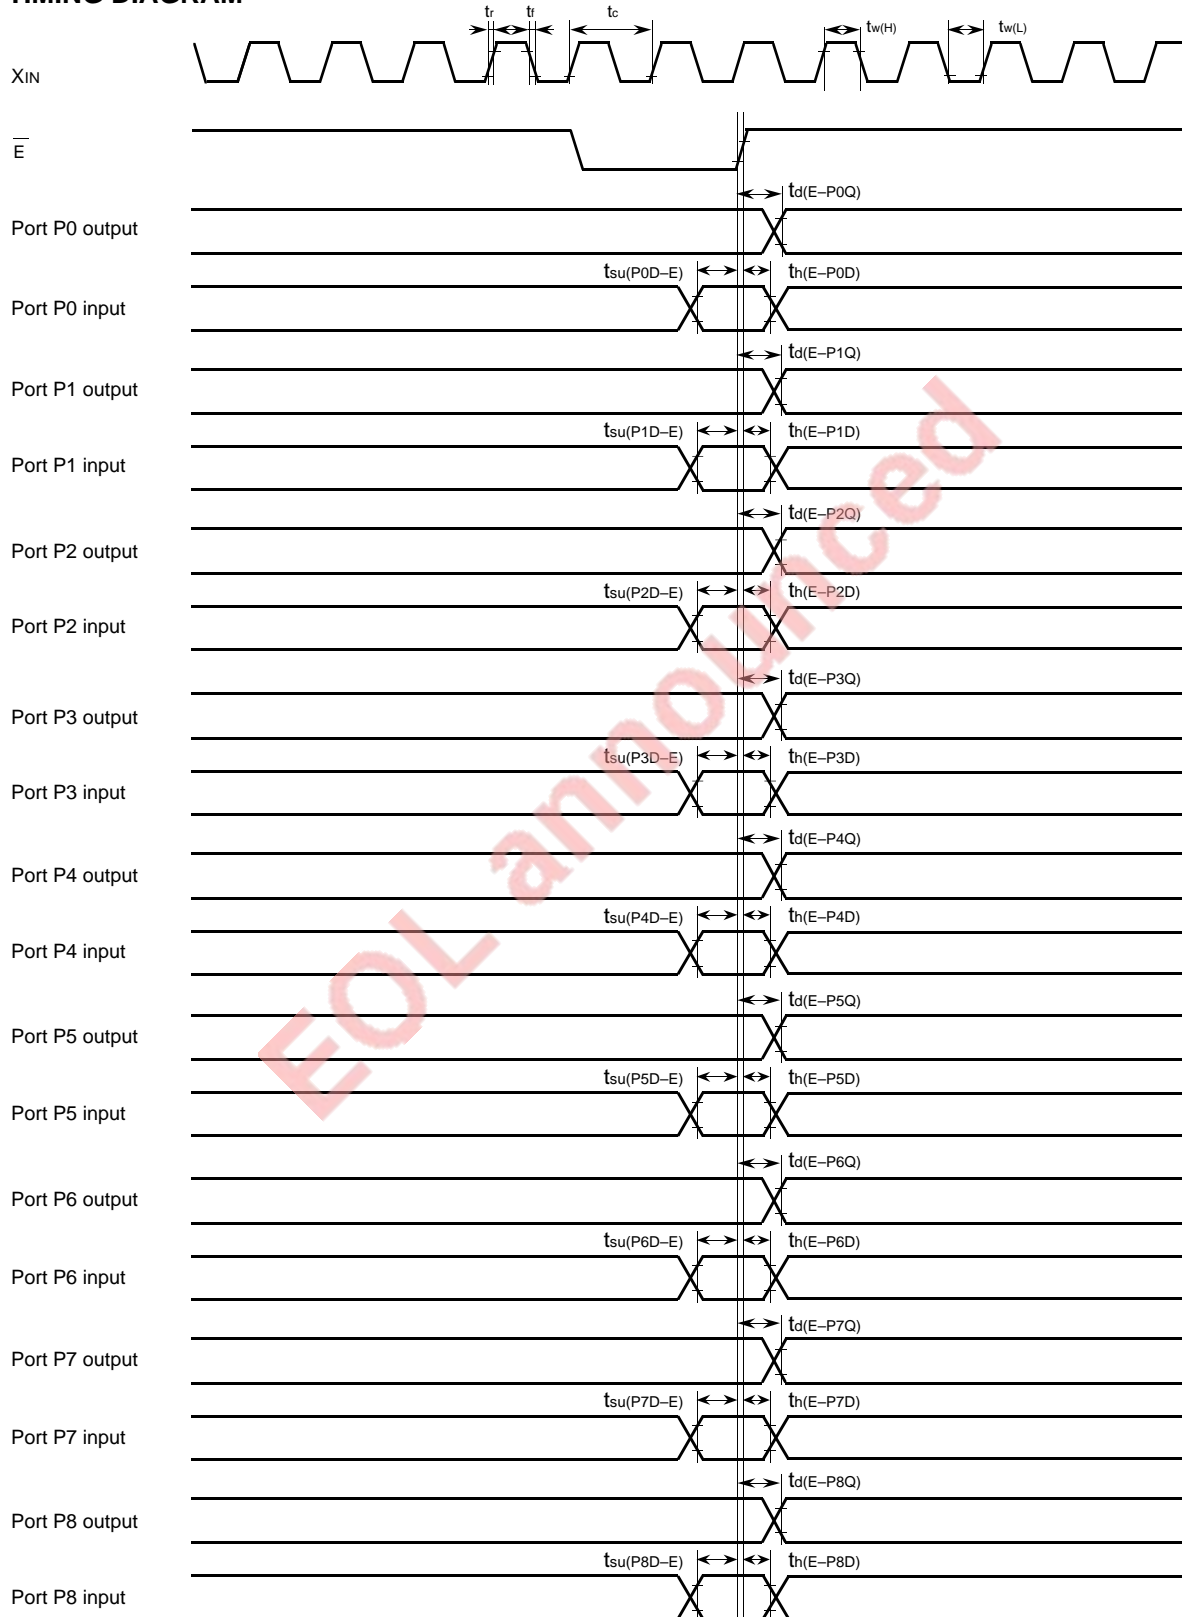 TIMING DIAGRAM
tr tf tc tw(H) tw(L)
XIN
E
td(E–P0Q)
Port P0 output
tsu(P0D–E) th(E–P0D)
Port P0 input
td(E–P1Q)
Port P1 output
tsu(P1D–E) th(E–P1D)
Port P1 input
td(E–P2Q)
Port P2 output
tsu(P2D–E) th(E–P2D)
Port P2 input
td(E–P3Q)
Port P3 output
tsu(P3D–E) th(E–P3D)
Port P3 input
td(E–P4Q)
Port P4 output
tsu(P4D–E) th(E–P4D)
Port P4 input
td(E–P5Q)
Port P5 output
tsu(P5D–E) th(E–P5D)
Port P5 input
td(E–P6Q)
Port P6 output
tsu(P6D–E) th(E–P6D)
Port P6 input
td(E–P7Q)
Port P7 output
tsu(P7D–E) th(E–P7D)
Port P7 input
td(E–P8Q)
Port P8 output
tsu(P8D–E) th(E–P8D)
Port P8 input
EOL announced